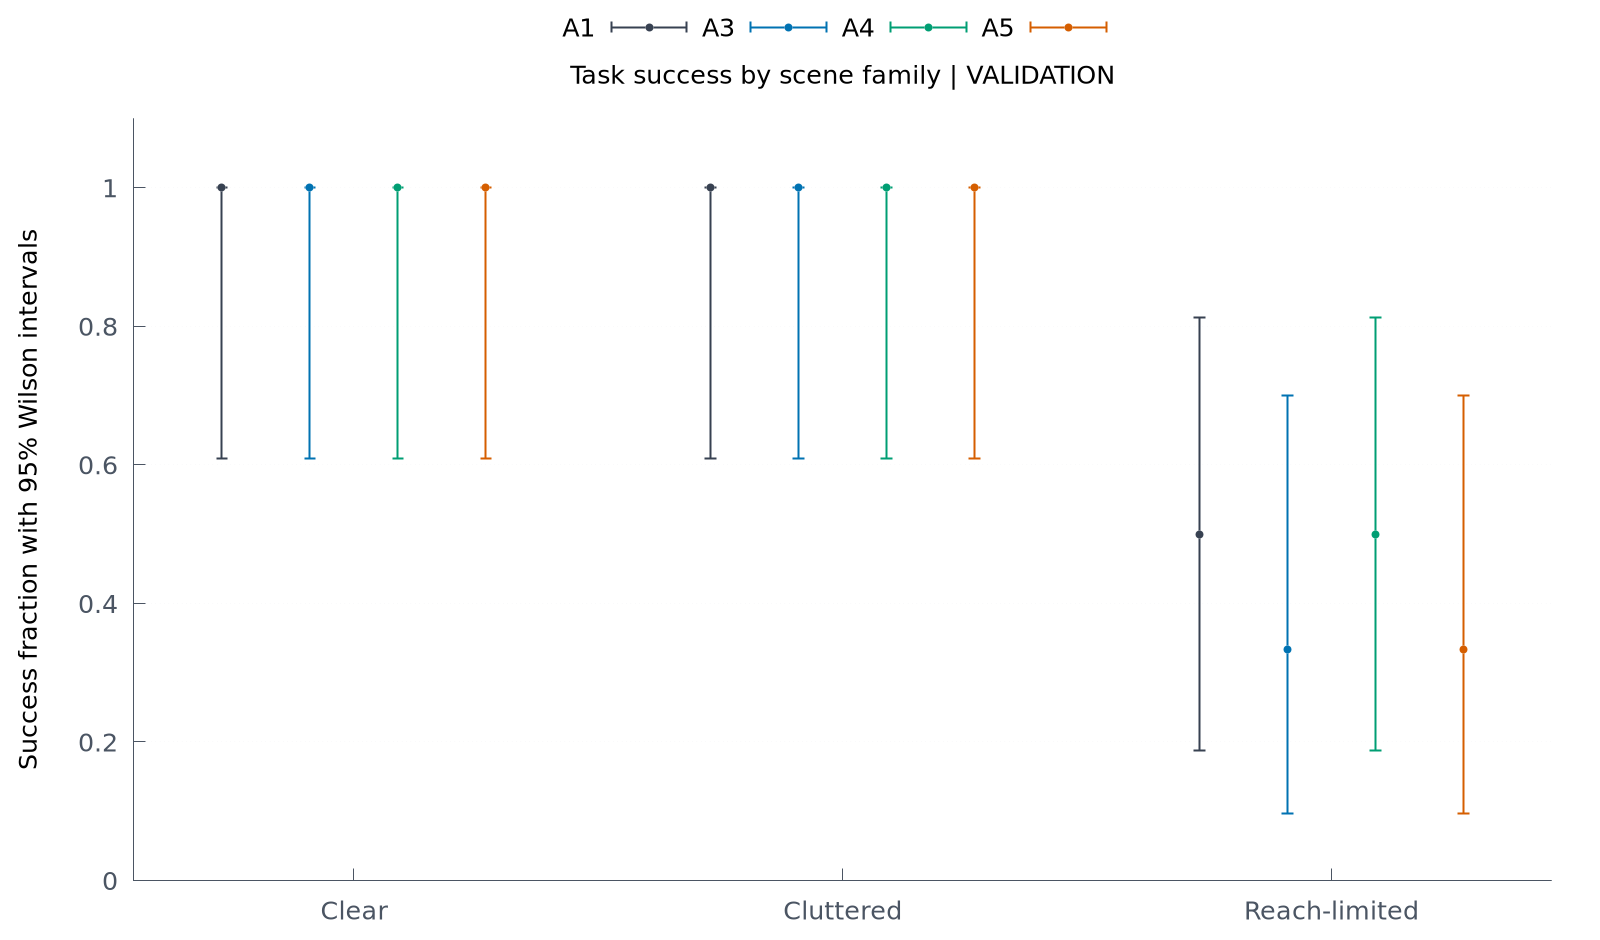 A1 A3 A4 A5
Task success by scene family | VALIDATION
Success fraction with 95% Wilson intervals
1
0.8
0.6
0.4
0.2
0
Clear Cluttered Reach-limited